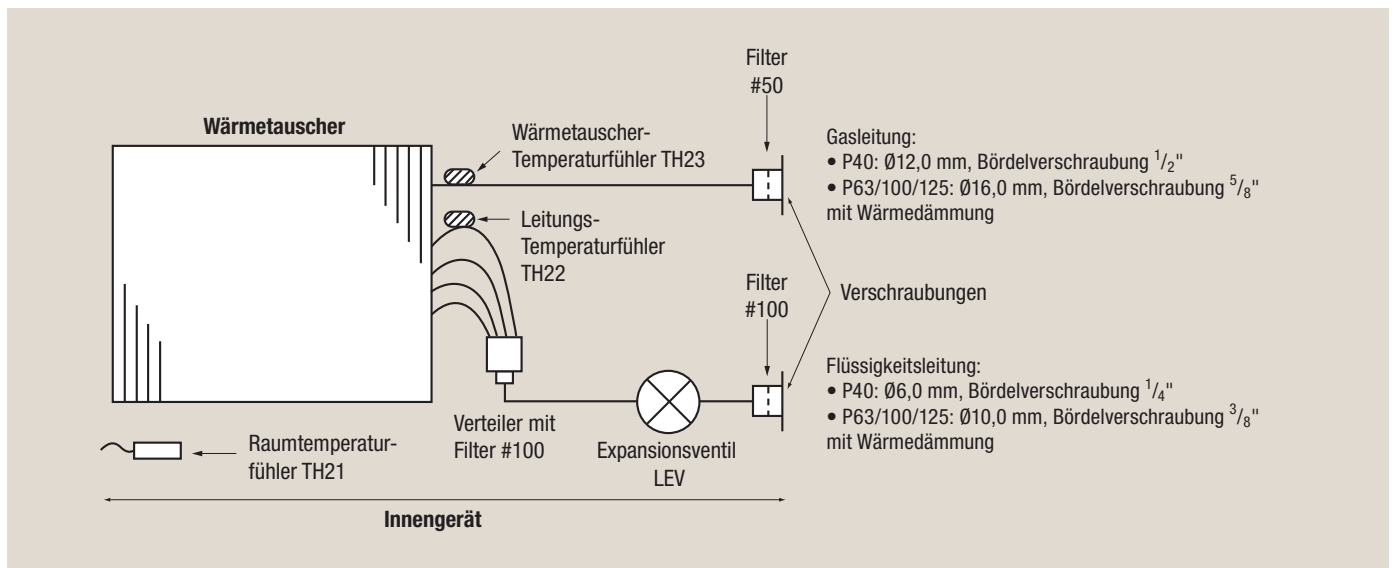 Filter
#50
Wärmetauscher
Wärmetauscher-
Temperaturfühler TH23
Gasleitung:
• P40: Ø12,0 mm, Bördelverschraubung 1/2"
• P63/100/125: Ø16,0 mm, Bördelverschraubung 5/8"
mit Wärmedämmung
Leitungs-
Temperaturfühler
TH22
Filter
#100
Verschraubungen
Flüssigkeitsleitung:
• P40: Ø6,0 mm, Bördelverschraubung 1/4"
• P63/100/125: Ø10,0 mm, Bördelverschraubung 3/8"
mit Wärmedämmung
Verteiler mit
Filter #100
Expansionsventil
LEV
Raumtemperatur-
fühler TH21
Innengerät